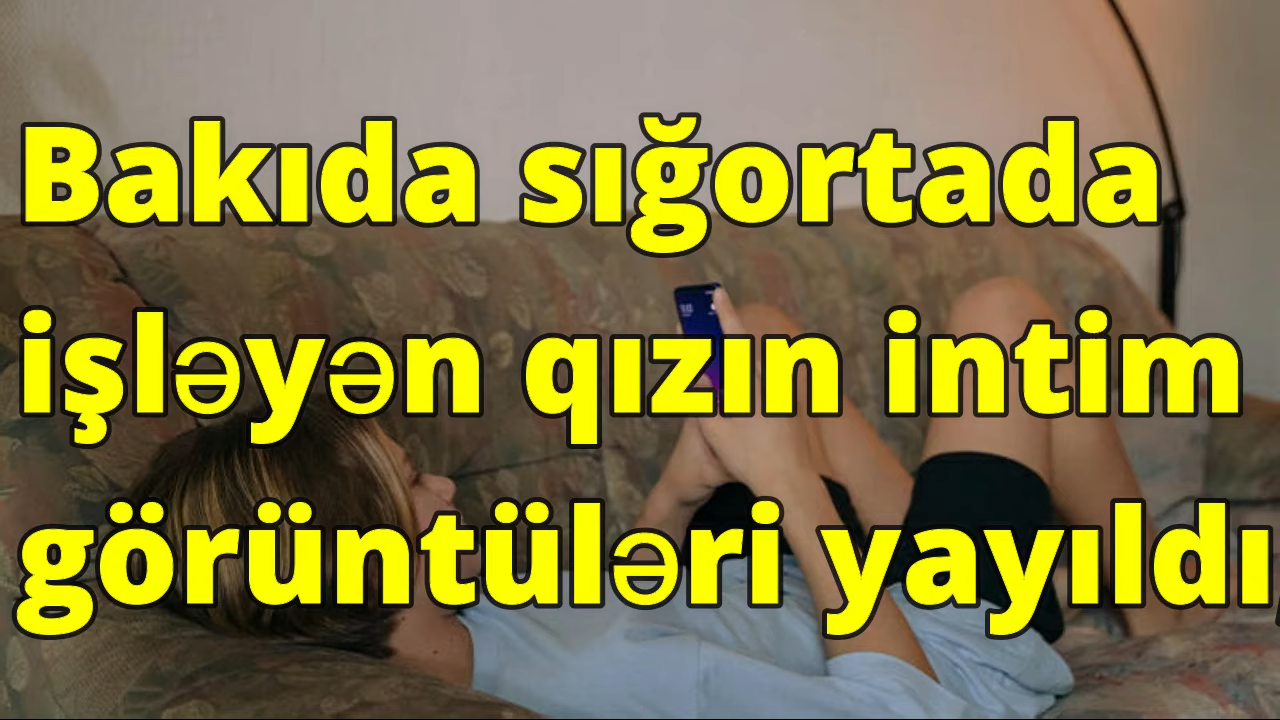 Bakıda sığortada
işləyən qızın intim
görüntüləri yayıldı